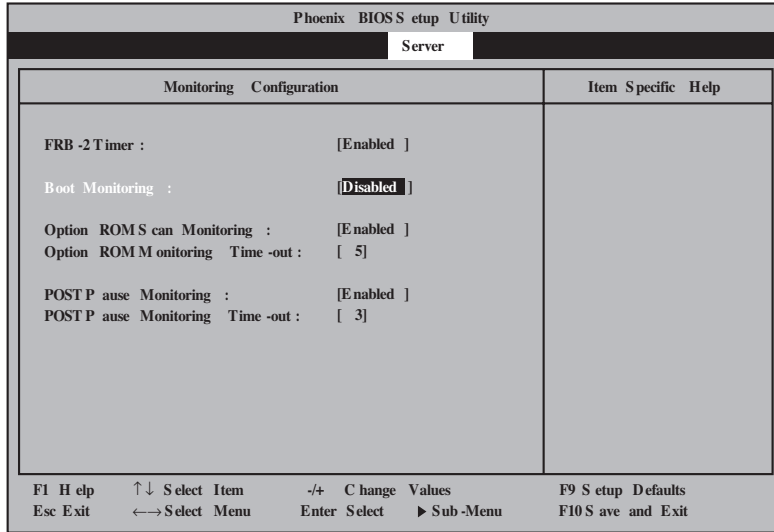 Phoenix BIOS Setup Utility
Server
Monitoring Configuration
Item Specific Help
FRB-2 Timer : [Enabled ]
Boot Monitoring : [Disabled ]
Option ROM Scan Monitoring : [Enabled ]
Option ROM Monitoring Time-out : [ 5]
POST Pause Monitoring : [Enabled ]
POST Pause Monitoring Time-out : [ 3]
F1 Help ↑↓ Select Item -/+ Change Values F9 Setup Defaults
Esc Exit ←→ Select Menu Enter Select ▶ Sub-Menu F10 Save and Exit